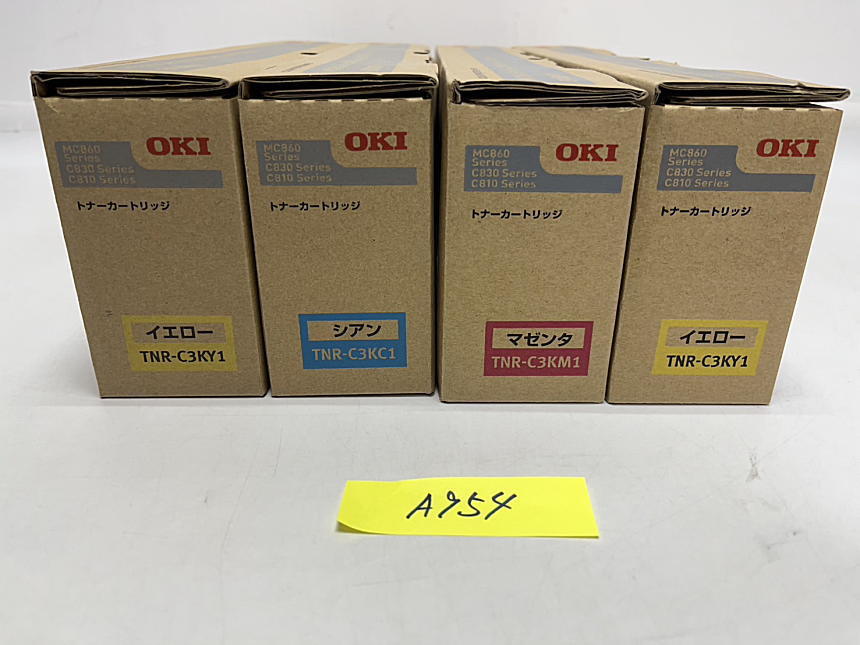 MC860
Series
C830 Series
C810 Series
OKI
トナーカートリッジ
イエロー
TNR-C3KY1
MC860
Series
C830 Series
C810 Series
OKI
トナーカートリッジ
シアン
TNR-C3KC1
MC860
Series
C830 Series
C810 Series
OKI
トナーカートリッジ
マゼンタ
TNR-C3KM1
MC860
Series
C830 Series
C810 Series
OKI
トナーカートリッジ
イエロー
TNR-C3KY1
A954